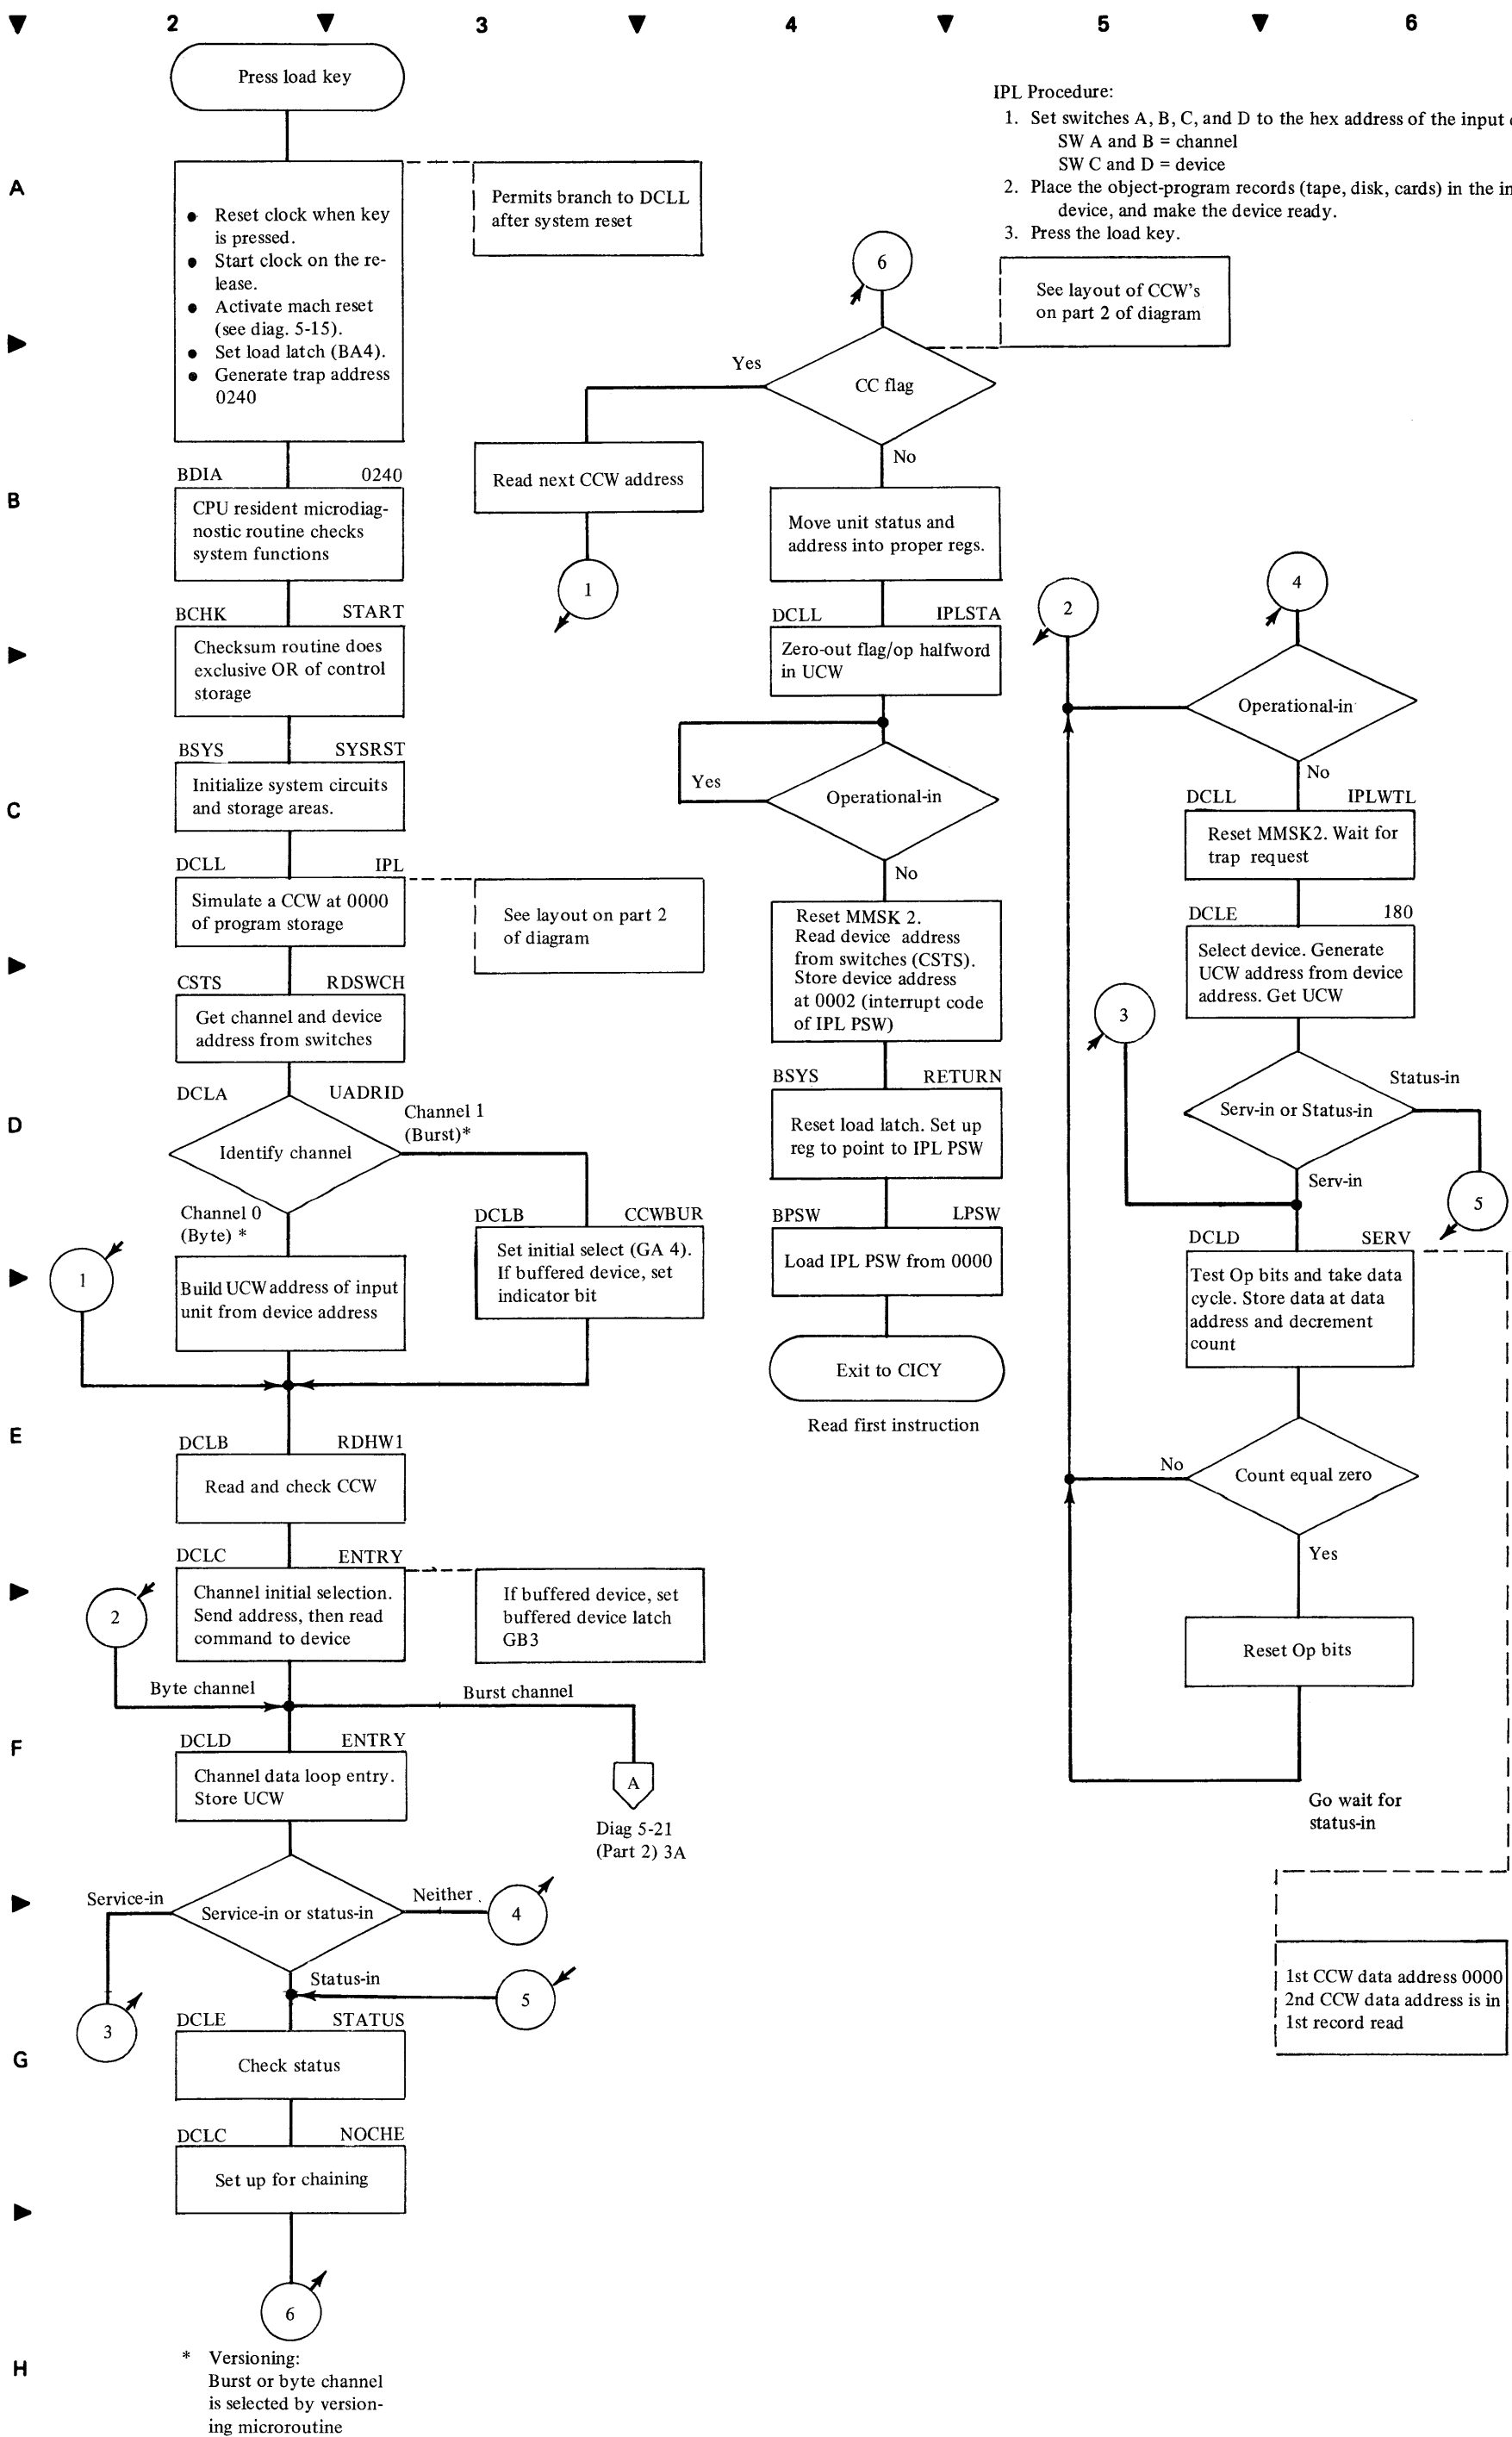 2 3 4 5 6
Press load key
IPL Procedure:
1. Set switches A, B, C, and D to the hex address of the input
SW A and B = channel
SW C and D = device
2. Place the object-program records (tape, disk, cards) in the
device, and make the device ready.
3. Press the load key.
A
● Reset clock when key
is pressed.
● Start clock on the re-
lease.
● Activate mach reset
(see diag. 5-15).
● Set load latch (BA4).
● Generate trap address
0240
Permits branch to DCLL
after system reset
6
See layout of CCW's
on part 2 of diagram
Yes
CC flag
No
Read next CCW address
1
B
BDIA 0240
CPU resident microdiag-
nostic routine checks
system functions
Move unit status and
address into proper regs.
BCHK START
Checksum routine does
exclusive OR of control
storage
DCLL IPLSTA
Zero-out flag/op halfword
in UCW
2
4
Operational-in
No
BSYS SYSRST
Initialize system circuits
and storage areas.
C
Yes
Operational-in
No
DCLL IPLWTL
Reset MMSK2. Wait for
trap request
DCLL IPL
Simulate a CCW at 0000
of program storage
See layout on part 2
of diagram
Reset MMSK 2.
Read device address
from switches (CSTS).
Store device address
at 0002 (interrupt code
of IPL PSW)
DCLE 180
Select device. Generate
UCW address from device
address. Get UCW
CSTS RDSWCH
Get channel and device
address from switches
3
D
DCLA UADRID
Identify channel
Channel 1
(Burst)*
Channel 0
(Byte) *
BSYS RETURN
Reset load latch. Set up
reg to point to IPL PSW
Status-in
Serv-in or Status-in
Serv-in
5
1
Build UCW address of input
unit from device address
DCLB CCWBUR
Set initial select (GA 4).
If buffered device, set
indicator bit
BPSW LPSW
Load IPL PSW from 0000
DCLD SERV
Test Op bits and take data
cycle. Store data at data
address and decrement
count
Exit to CICY
Read first instruction
E
DCLB RDHW1
Read and check CCW
No
Count equal zero
Yes
DCLC ENTRY
Channel initial selection.
Send address, then read
command to device
If buffered device, set
buffered device latch
GB3
2
Reset Op bits
Byte channel
Burst channel
F
DCLD ENTRY
Channel data loop entry.
Store UCW
A
Diag 5-21
(Part 2) 3A
Go wait for
status-in
Service-in
Service-in or status-in
Neither
4
Status-in
5
3
1st CCW data address 0000
2nd CCW data address is in
1st record read
G
DCLE STATUS
Check status
DCLC NOCHE
Set up for chaining
6
H
* Versioning:
Burst or byte channel
is selected by version-
ing microroutine